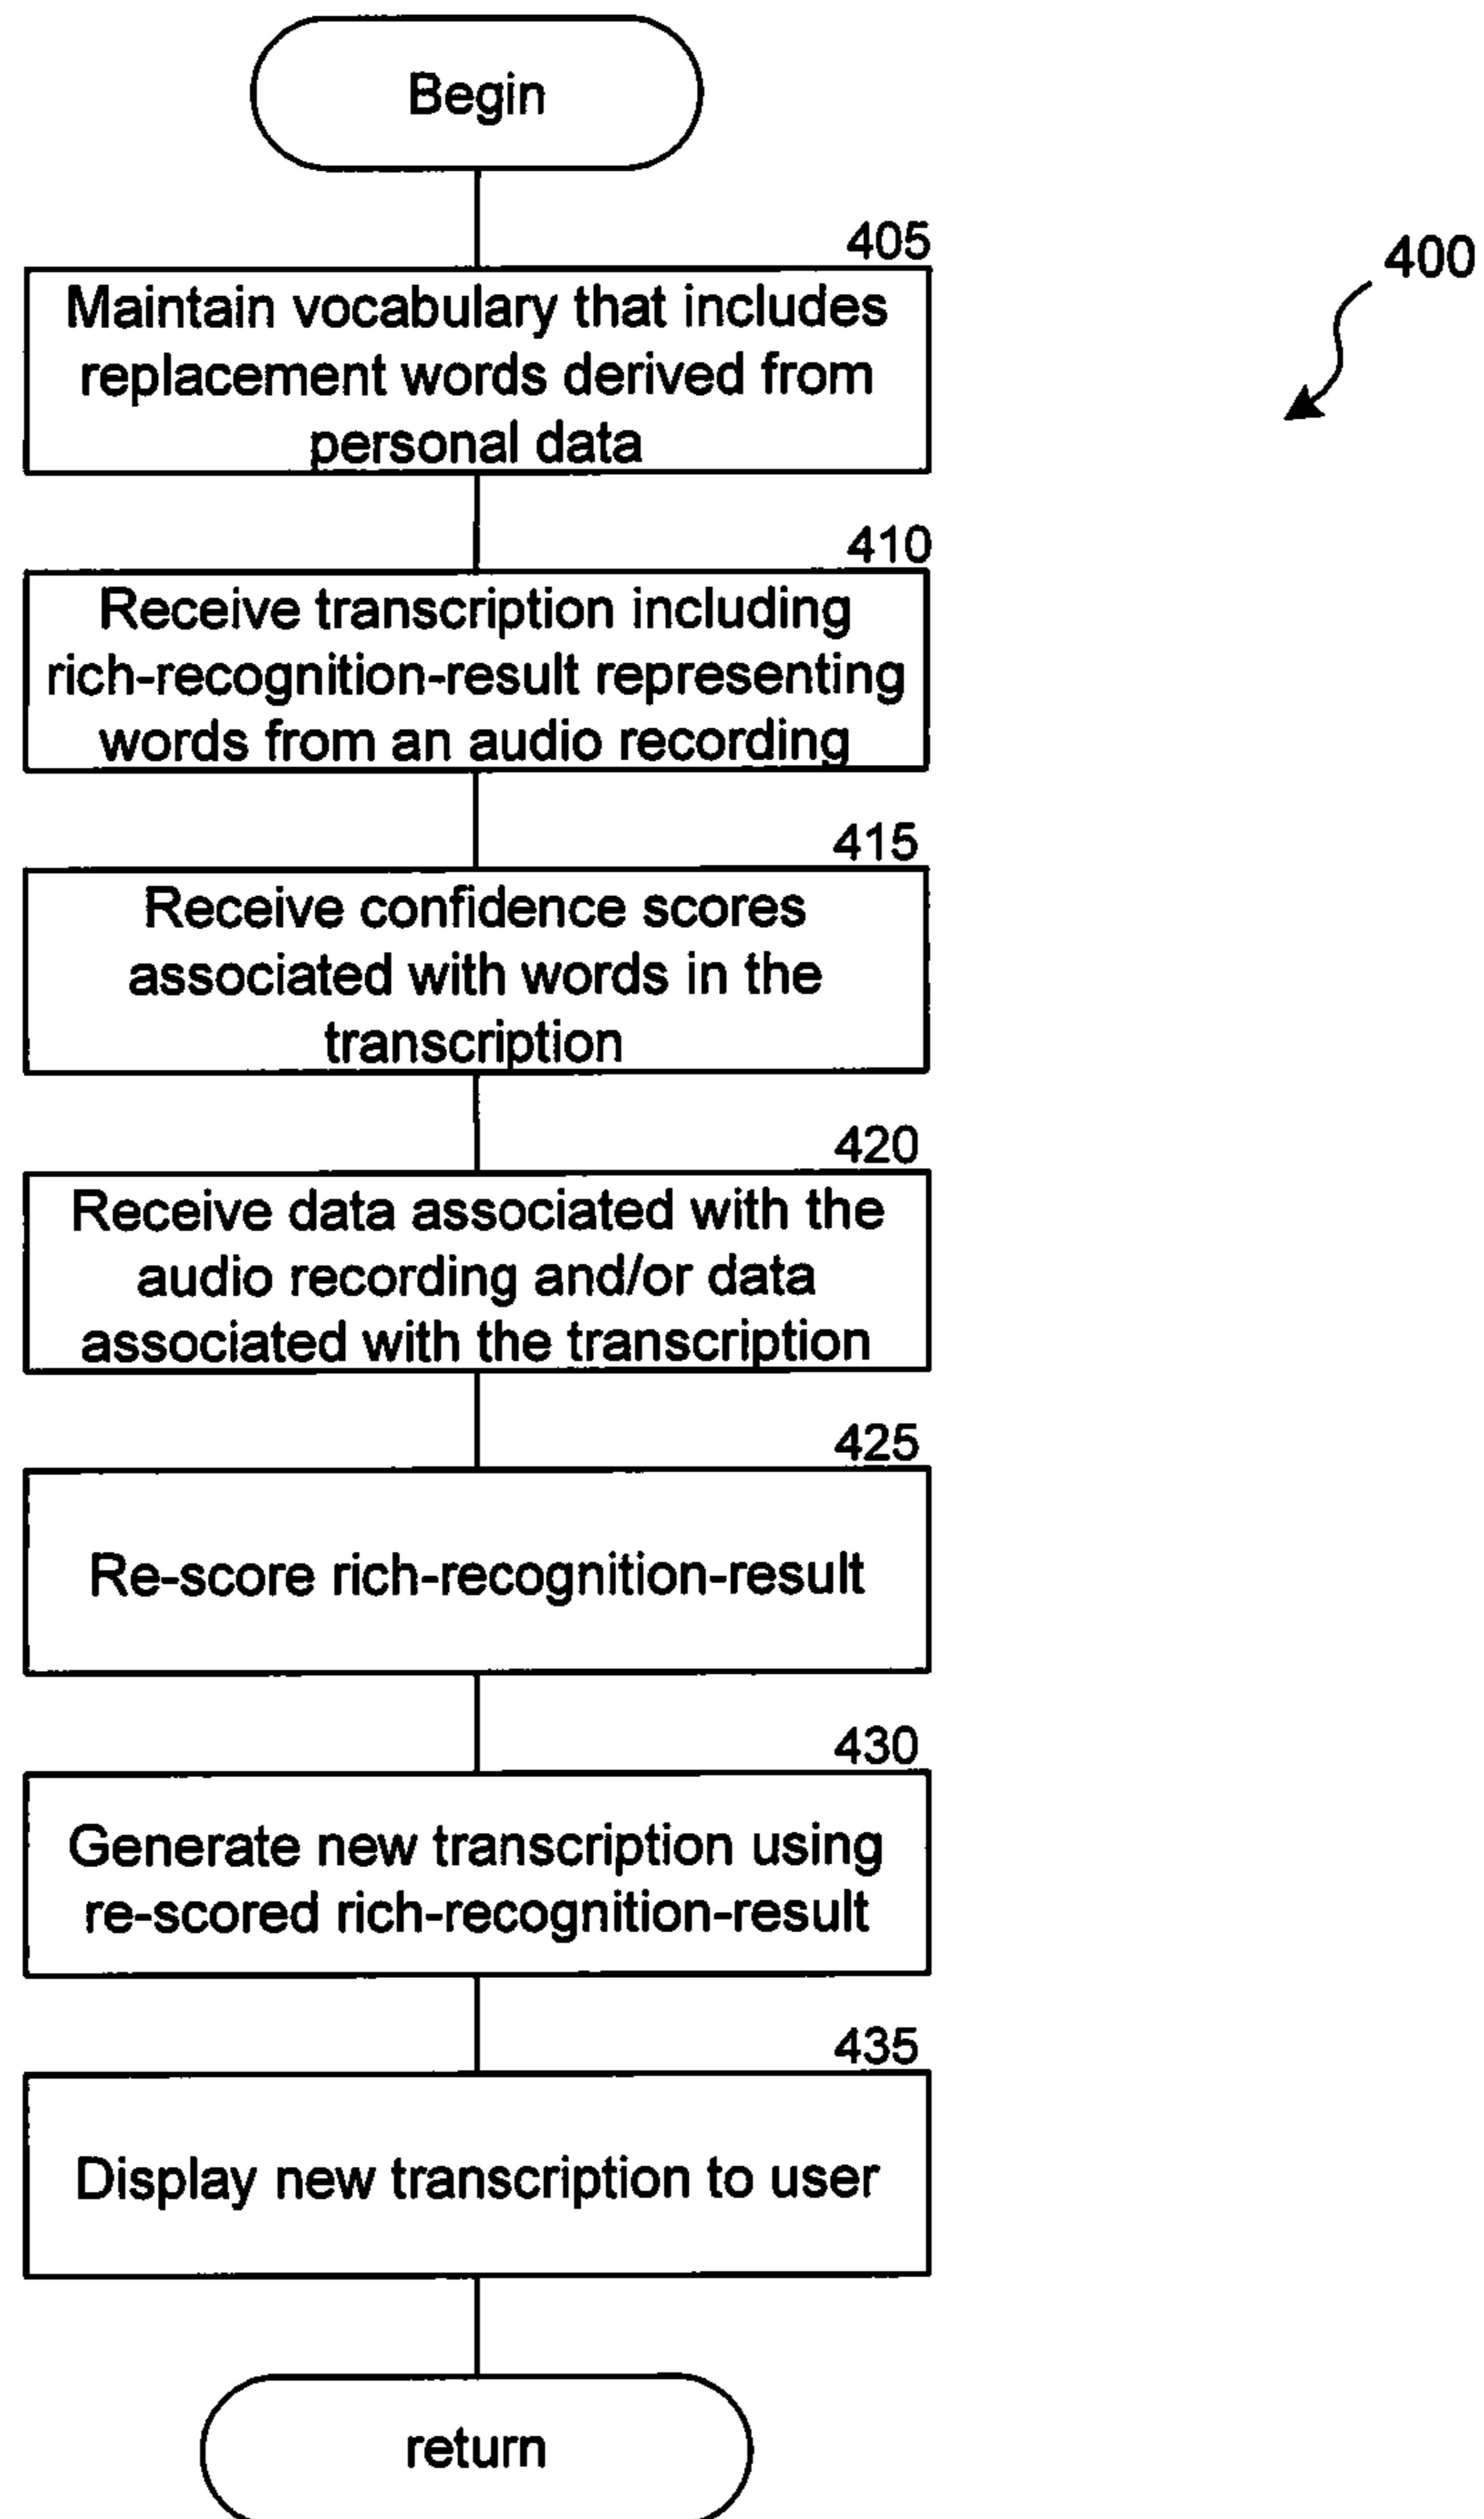 Begin
405
400
Maintain vocabulary that includes
replacement words derived from
personal data
410
Receive transcription including
rich-recognition-result representing
words from an audio recording
415
Receive confidence scores
associated with words in the
transcription
420
Receive data associated with the
audio recording and/or data
associated with the transcription
425
Re-score rich-recognition-result
430
Generate new transcription using
re-scored rich-recognition-result
435
Display new transcription to user
return